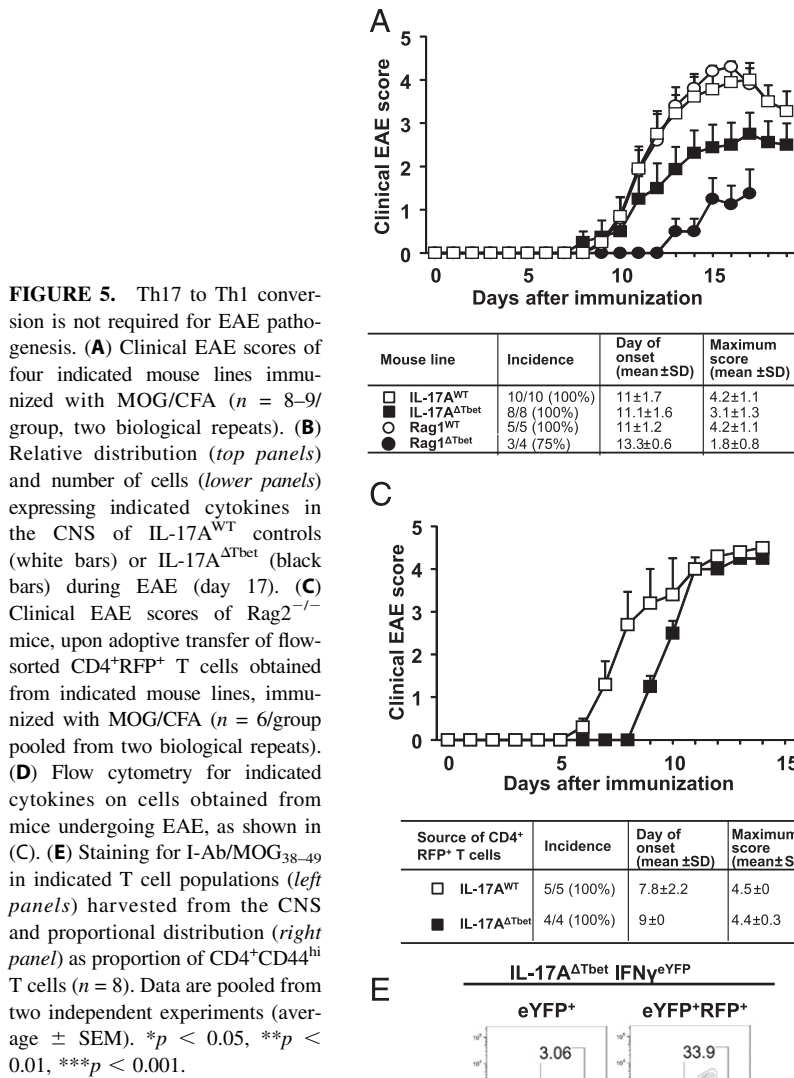 FIGURE 5. Th17 to Th1 conver-
sion is not required for EAE patho-
genesis. (A) Clinical EAE scores of
four indicated mouse lines immu-
nized with MOG/CFA (n = 8–9/
group, two biological repeats). (B)
Relative distribution (top panels)
and number of cells (lower panels)
expressing indicated cytokines in
the CNS of IL-17A^WT controls
(white bars) or IL-17A^ΔTbet (black
bars) during EAE (day 17). (C)
Clinical EAE scores of Rag2^−/−
mice, upon adoptive transfer of flow-
sorted CD4^+RFP^+ T cells obtained
from indicated mouse lines, immu-
nized with MOG/CFA (n = 6/group
pooled from two biological repeats).
(D) Flow cytometry for indicated
cytokines on cells obtained from
mice undergoing EAE, as shown in
(C). (E) Staining for I-Ab/MOG_38–49
in indicated T cell populations (left
panels) harvested from the CNS
and proportional distribution (right
panel) as proportion of CD4^+CD44^hi
T cells (n = 8). Data are pooled from
two independent experiments (aver-
age ± SEM). *p < 0.05, **p <
0.01, ***p < 0.001.
A
Clinical EAE score
5
4
3
2
1
0
0 5 10 15
Days after immunization
Mouse line Incidence Day of onset (mean ±SD) Maximum score (mean ±SD)
□ IL-17A^WT 10/10 (100%) 11±1.7 4.2±1.1
■ IL-17A^ΔTbet 8/8 (100%) 11.1±1.6 3.1±1.3
○ Rag1^WT 5/5 (100%) 11±1.2 4.2±1.1
● Rag1^ΔTbet 3/4 (75%) 13.3±0.6 1.8±0.8
C
Clinical EAE score
5
4
3
2
1
0
0 5 10 15
Days after immunization
Source of CD4^+ RFP^+ T cells Incidence Day of onset (mean ±SD) Maximum score (mean± S
□ IL-17A^WT 5/5 (100%) 7.8±2.2 4.5±0
■ IL-17A^ΔTbet 4/4 (100%) 9±0 4.4±0.3
E
IL-17A^ΔTbet IFNγ^eYFP
eYFP^+ eYFP^+RFP^+
3.06 33.9